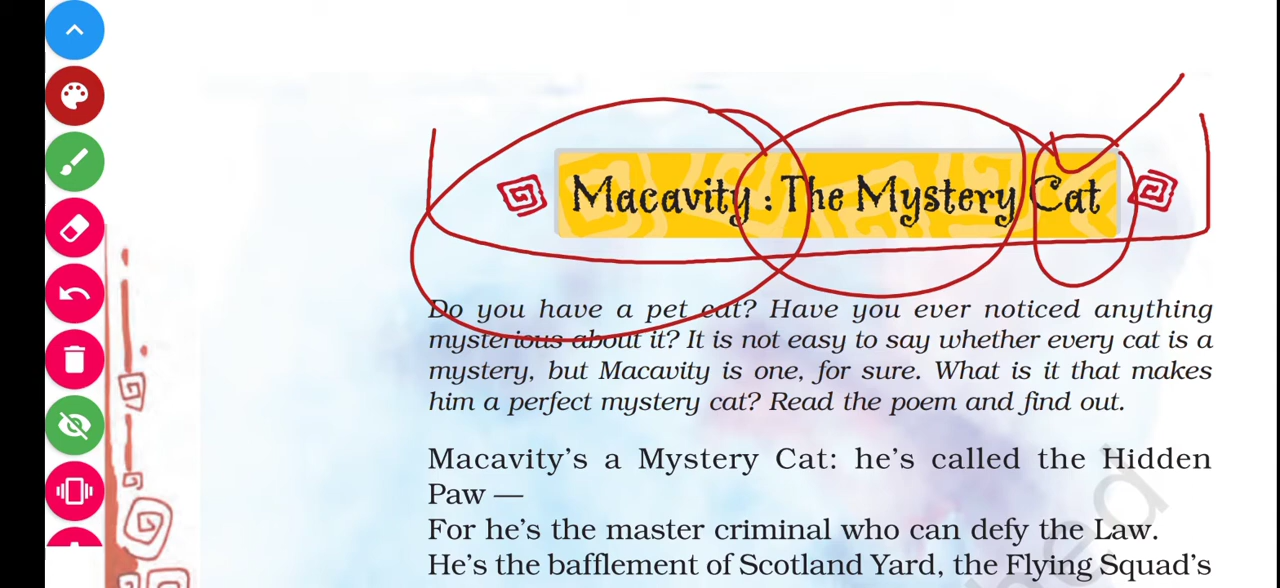 Macavity : The Mystery Cat
Do you have a pet cat? Have you ever noticed anything
mysterious about it? It is not easy to say whether every cat is a
mystery, but Macavity is one, for sure. What is it that makes
him a perfect mystery cat? Read the poem and find out.
Macavity's a Mystery Cat: he's called the Hidden
Paw —
For he's the master criminal who can defy the Law.
He's the bafflement of Scotland Yard, the Flying Squad's